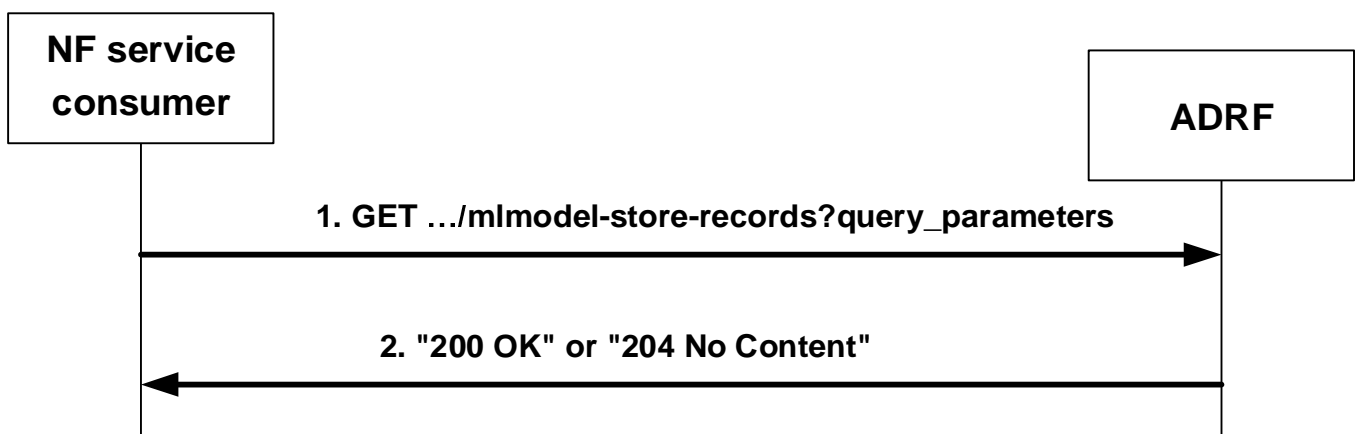 NF service
consumer
ADRF
1. GET …/mlmodel-store-records?query_parameters
2. "200 OK" or "204 No Content"